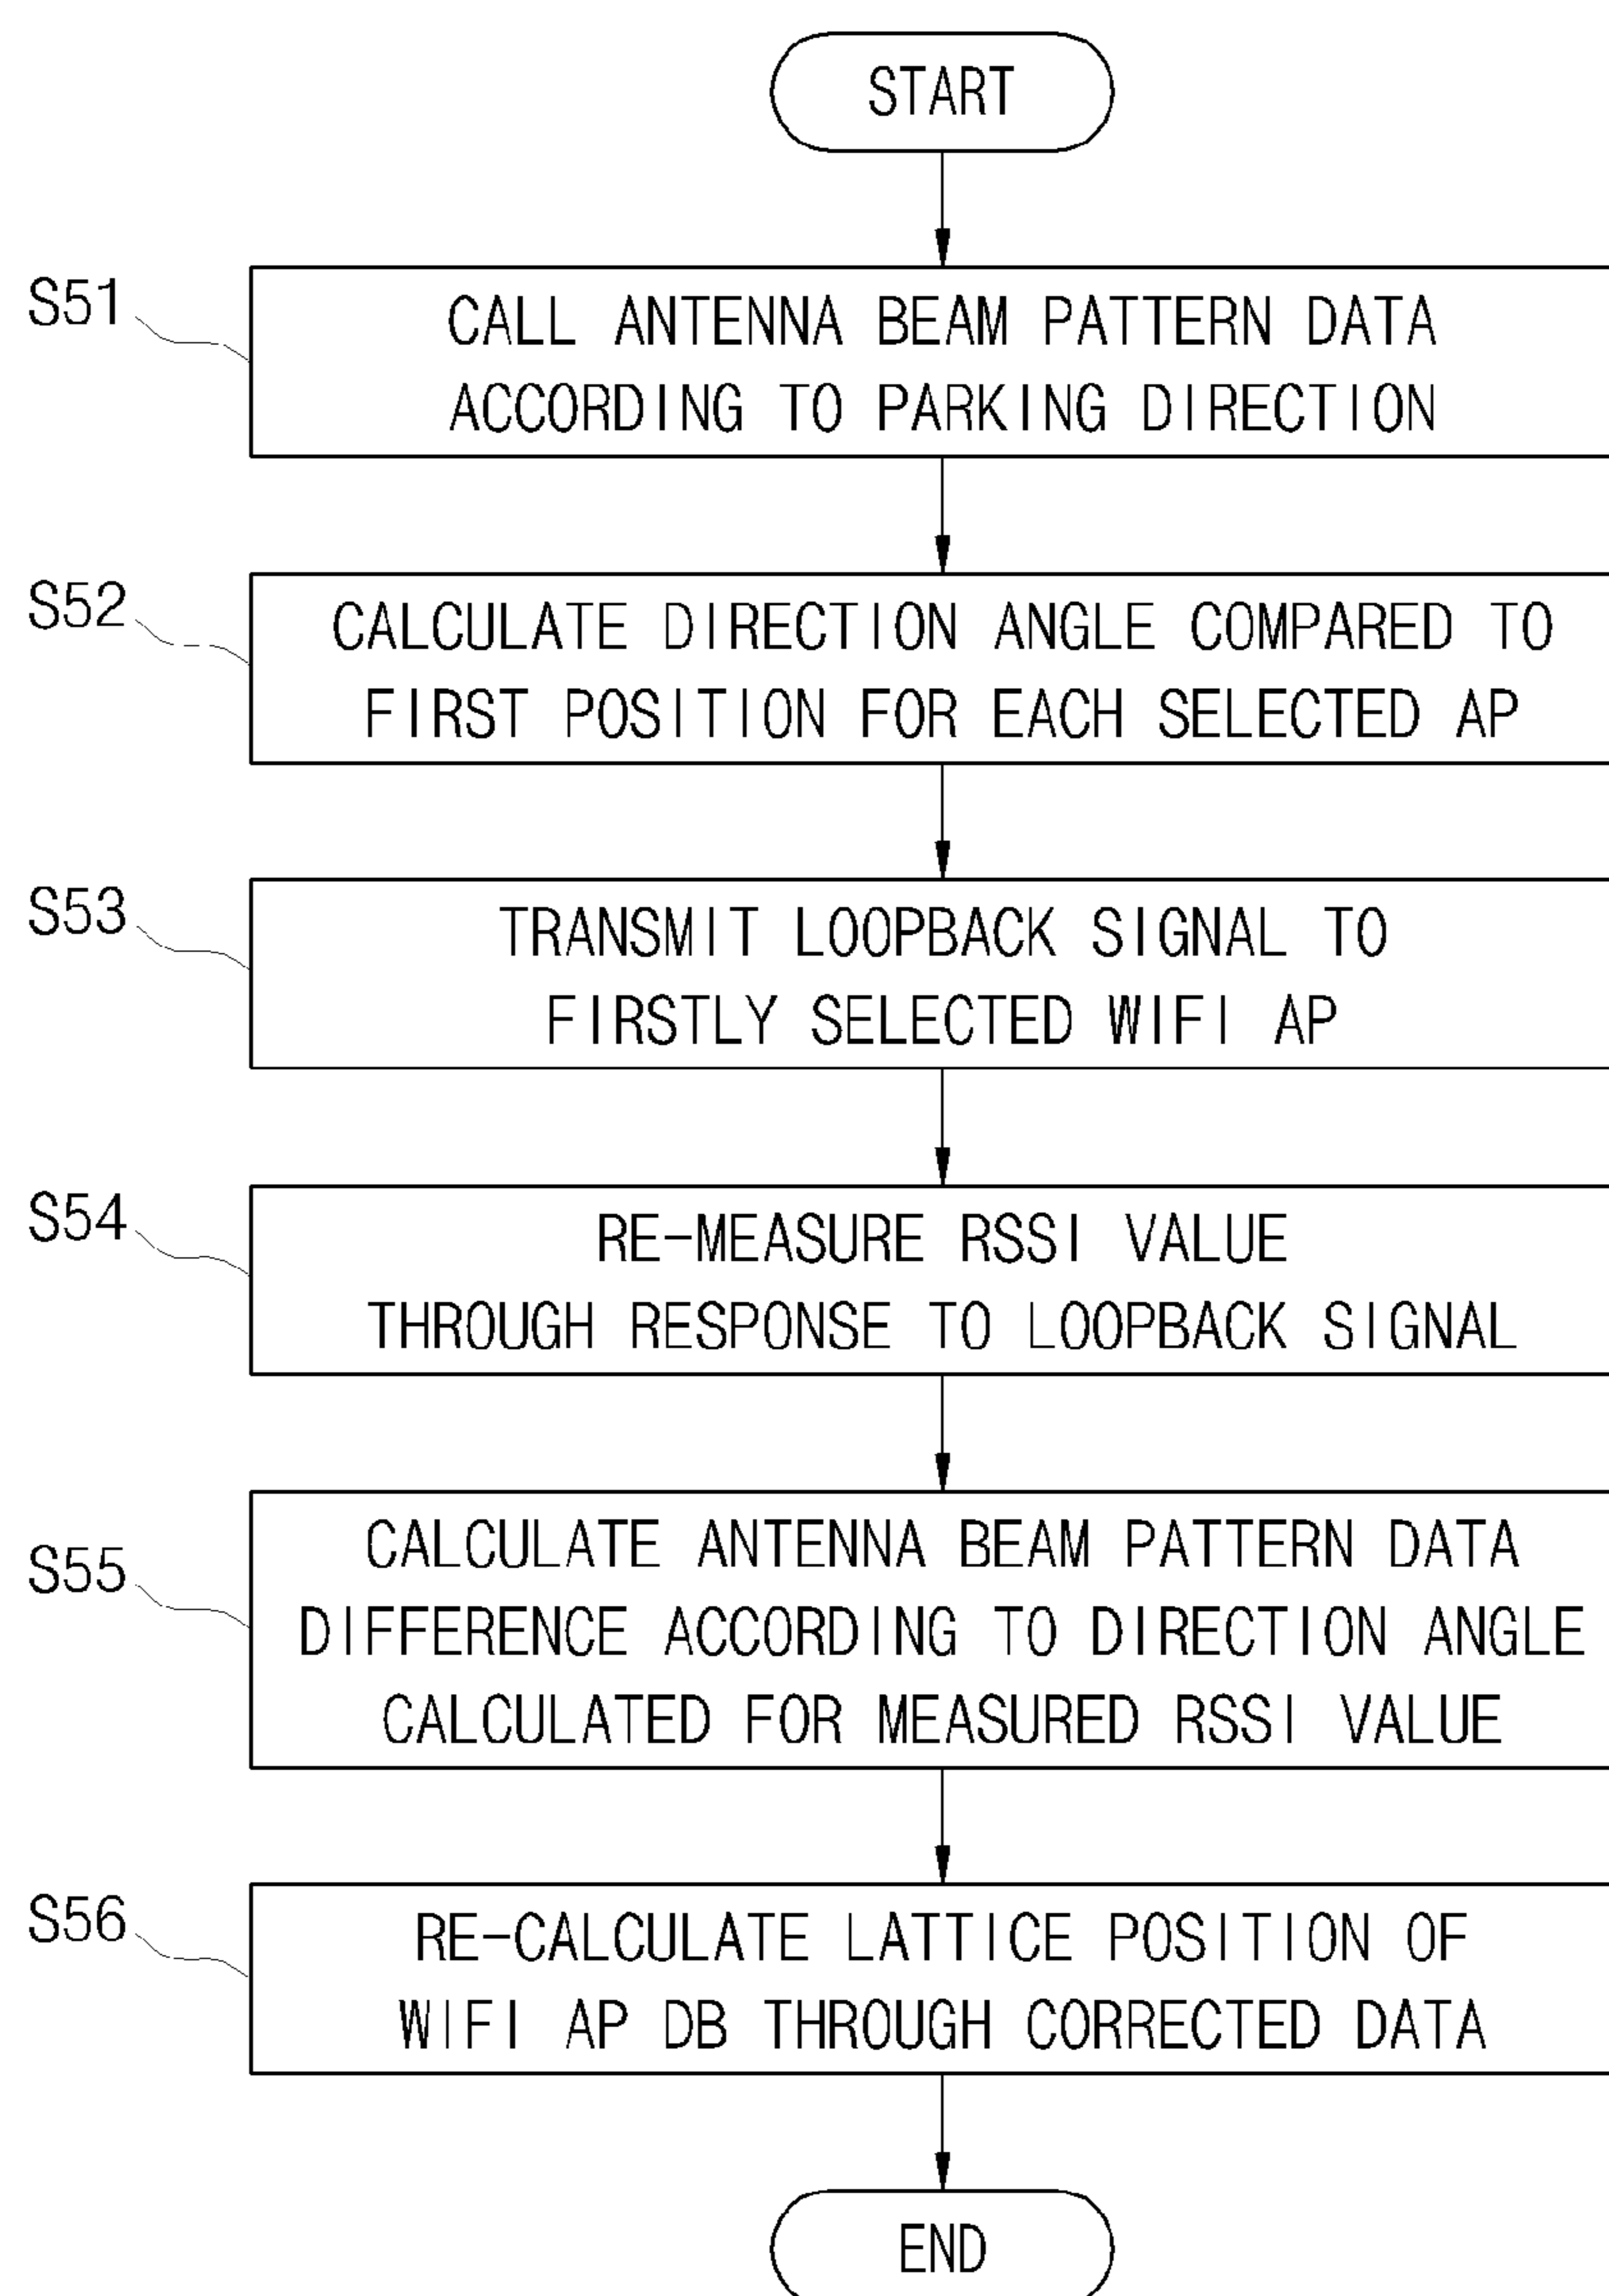 START
S51
CALL ANTENNA BEAM PATTERN DATA
ACCORDING TO PARKING DIRECTION
S52
CALCULATE DIRECTION ANGLE COMPARED TO
FIRST POSITION FOR EACH SELECTED AP
S53
TRANSMIT LOOPBACK SIGNAL TO
FIRSTLY SELECTED WIFI AP
S54
RE-MEASURE RSSI VALUE
THROUGH RESPONSE TO LOOPBACK SIGNAL
S55
CALCULATE ANTENNA BEAM PATTERN DATA
DIFFERENCE ACCORDING TO DIRECTION ANGLE
CALCULATED FOR MEASURED RSSI VALUE
S56
RE-CALCULATE LATTICE POSITION OF
WIFI AP DB THROUGH CORRECTED DATA
END